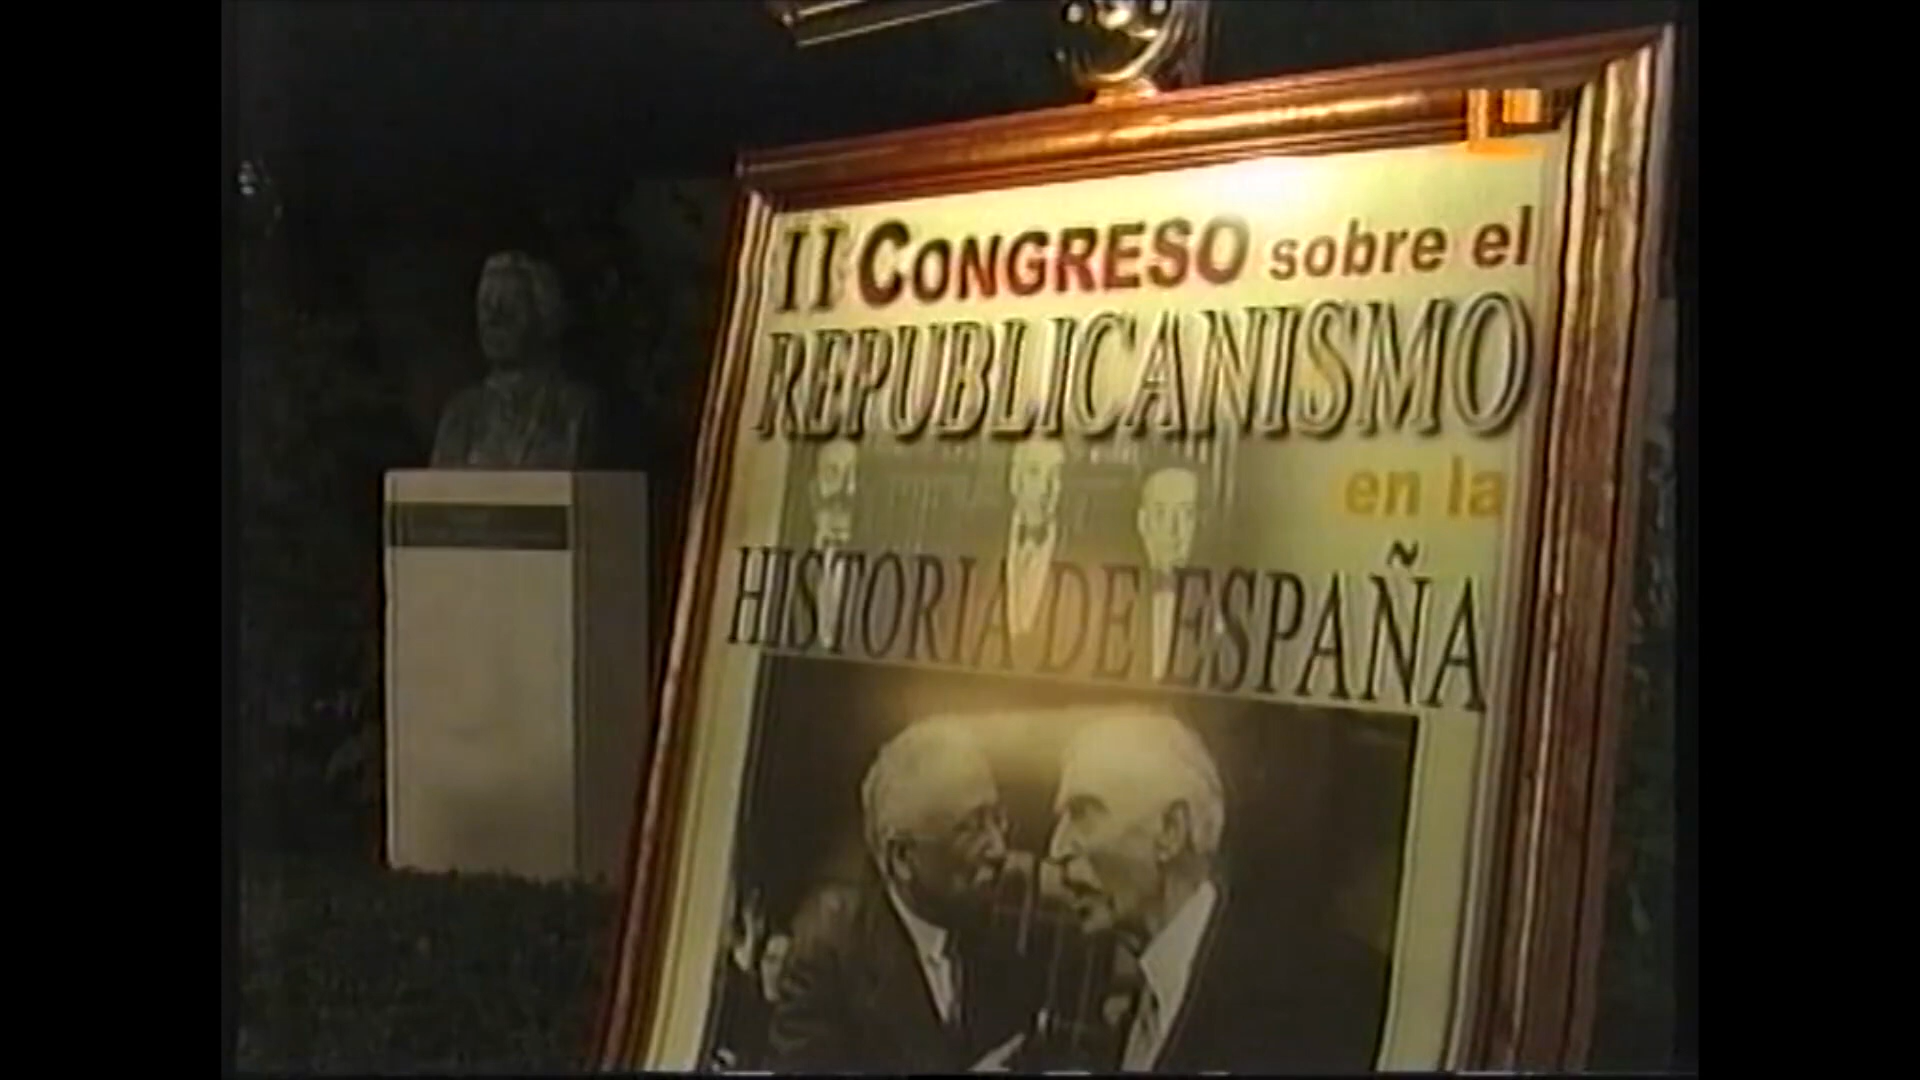 II CONGRESO sobre el
REPUBLICANISMO
en la
HISTORIA DE ESPAÑA